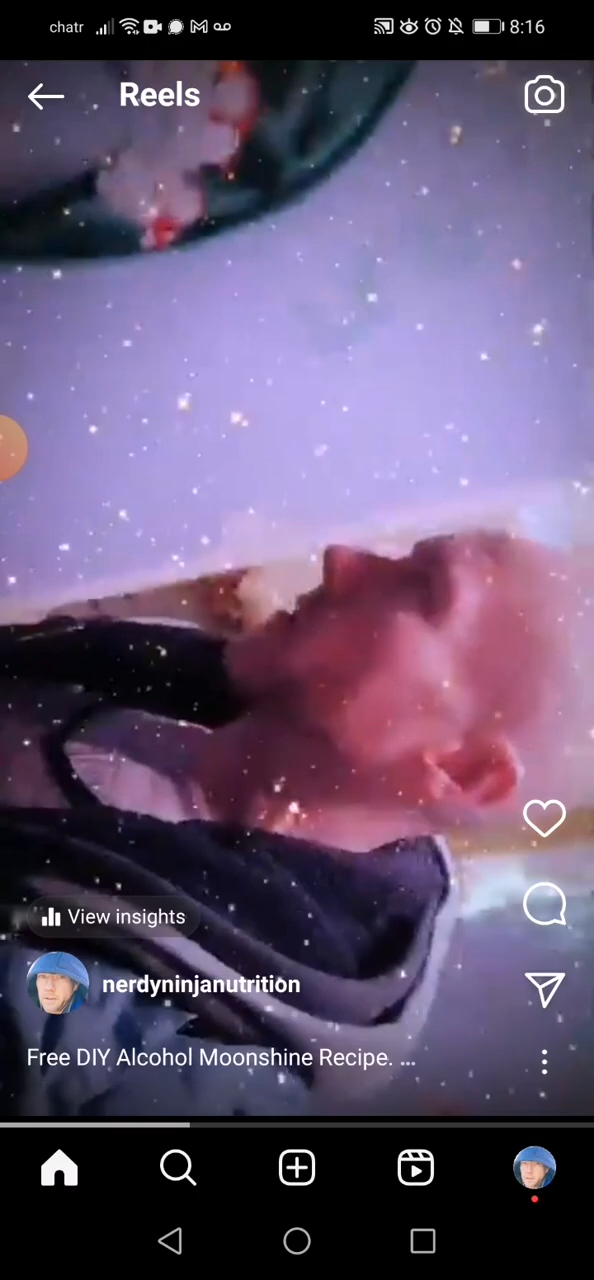 chatr
8:16
Reels
View insights
nerdyninjanutrition
Free DIY Alcohol Moonshine Recipe. ...